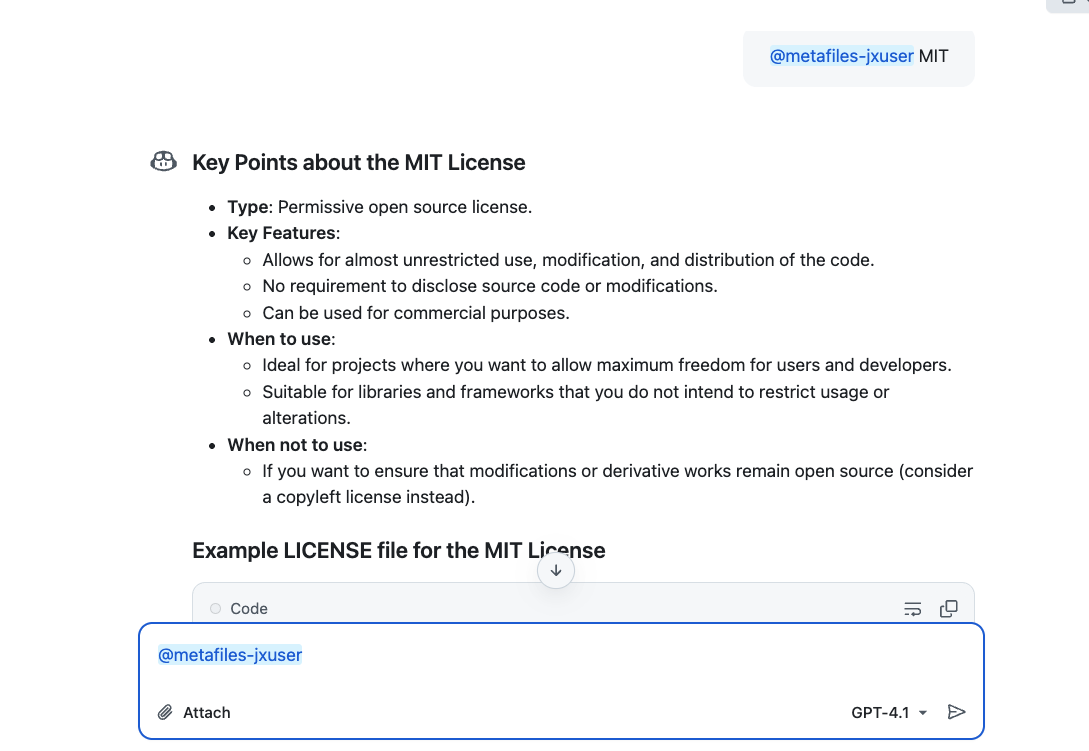 @metafiles-jxuser MIT
Key Points about the MIT License
Type: Permissive open source license.
Key Features:
Allows for almost unrestricted use, modification, and distribution of the code.
No requirement to disclose source code or modifications.
Can be used for commercial purposes.
When to use:
Ideal for projects where you want to allow maximum freedom for users and developers.
Suitable for libraries and frameworks that you do not intend to restrict usage or
alterations.
When not to use:
If you want to ensure that modifications or derivative works remain open source (consider
a copyleft license instead).
Example LICENSE file for the MIT License
Code
@metafiles-jxuser
Attach
GPT-4.1